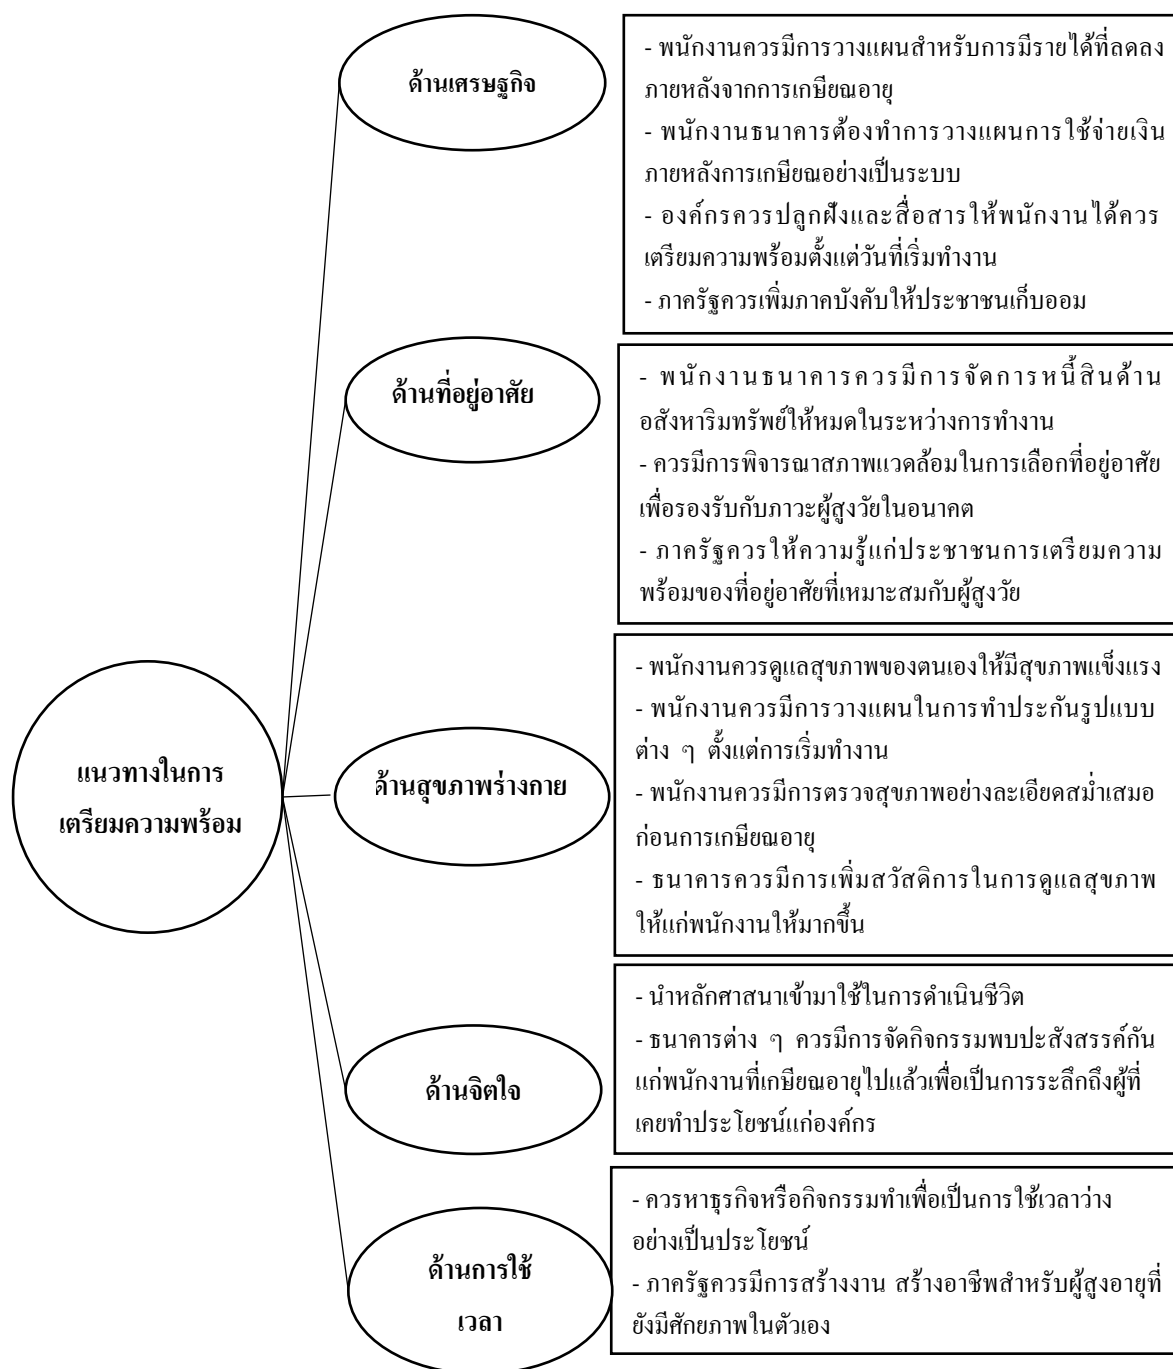 ด้านเศรษฐกิจ
- พนักงานควรมีการวางแผนสำหรับการมีรายได้ที่ลดลง
ภายหลังจากการเกษียณอายุ
- พนักงานธนาคารต้องทำการวางแผนการใช้จ่ายเงิน
ภายหลังการเกษียณอย่างเป็นระบบ
- องค์กรควรปลูกฝังและสื่อสารให้พนักงานได้ควร
เตรียมความพร้อมตั้งแต่วันที่เริ่มทำงาน
- ภาครัฐควรเพิ่มภาคบังคับให้ประชาชนเก็บออม
ด้านที่อยู่อาศัย
- พนักงานธนาคารควรมีการจัดการหนี้สินด้าน
อสังหาริมทรัพย์ให้หมดในระหว่างการทำงาน
- ควรมีการพิจารณาสภาพแวดล้อมในการเลือกที่อยู่อาศัย
เพื่อรองรับกับภาวะผู้สูงวัยในอนาคต
- ภาครัฐควรให้ความรู้แก่ประชาชนการเตรียมความ
พร้อมของที่อยู่อาศัยที่เหมาะสมกับผู้สูงวัย
แนวทางในการ
เตรียมความพร้อม
ด้านสุขภาพร่างกาย
- พนักงานควรดูแลสุขภาพของตนเองให้มีสุขภาพแข็งแรง
- พนักงานควรมีการวางแผนในการทำประกันรูปแบบ
ต่าง ๆ ตั้งแต่การเริ่มทำงาน
- พนักงานควรมีการตรวจสุขภาพอย่างละเอียดสม่ำเสมอ
ก่อนการเกษียณอายุ
- ธนาคารควรมีการเพิ่มสวัสดิการในการดูแลสุขภาพ
ให้แก่พนักงานให้มากขึ้น
ด้านจิตใจ
- นำหลักศาสนาเข้ามาใช้ในการดำเนินชีวิต
- ธนาคารต่าง ๆ ควรมีการจัดกิจกรรมพบปะสังสรรค์กัน
แก่พนักงานที่เกษียณอายุไปแล้วเพื่อเป็นการระลึกถึงผู้ที่
เคยทำประโยชน์แก่องค์กร
ด้านการใช้
เวลา
- ควรหาธุรกิจหรือกิจกรรมทำเพื่อเป็นการใช้เวลาว่าง
อย่างเป็นประโยชน์
- ภาครัฐควรมีการสร้างงาน สร้างอาชีพสำหรับผู้สูงอายุที่
ยังมีศักยภาพในตัวเอง